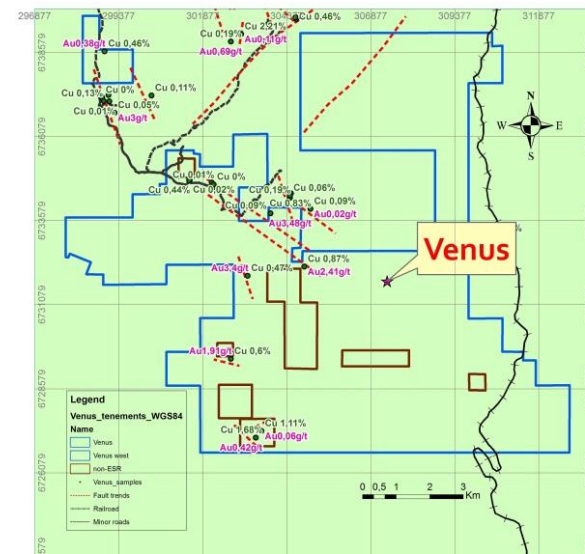 296877 299377 301877 304377 306877 309377 311877
6738579
6736079
6733579
6731079
6728579
6726079
579
Cu 2,21% Cu 0,46%
Cu 0,19%
Au0,11g/t
Au0,38g/t Cu 0,46%
Au0,69g/t
Cu 0,13% Cu 0%
Cu 0,11%
Cu 0,05%
Cu 0,01%
Au3g/t
N
W E
S
Cu 0,01% Cu 0%
Cu 0,44% Cu 0,02%
Cu 0,19% Cu 0,06%
Cu 0,83% Cu 0,09%
Cu 0,09%
Au0,02g/t
Au3,48g/t
Venus
Cu 0,87%
Au3,4g/t Cu 0,47%
Au2,41g/t
Au1,91g/t
Cu 0,6%
Cu 1,11%
Cu 1,68%
Au0,06g/t
Au0,42g/t
Legend
Venus_tenements_WGS84
Name
Venus
Venus west
non-ESR
Venus_samples
Fault trends
Railroad
Minor roads
0 0,5 1 2 3
Km